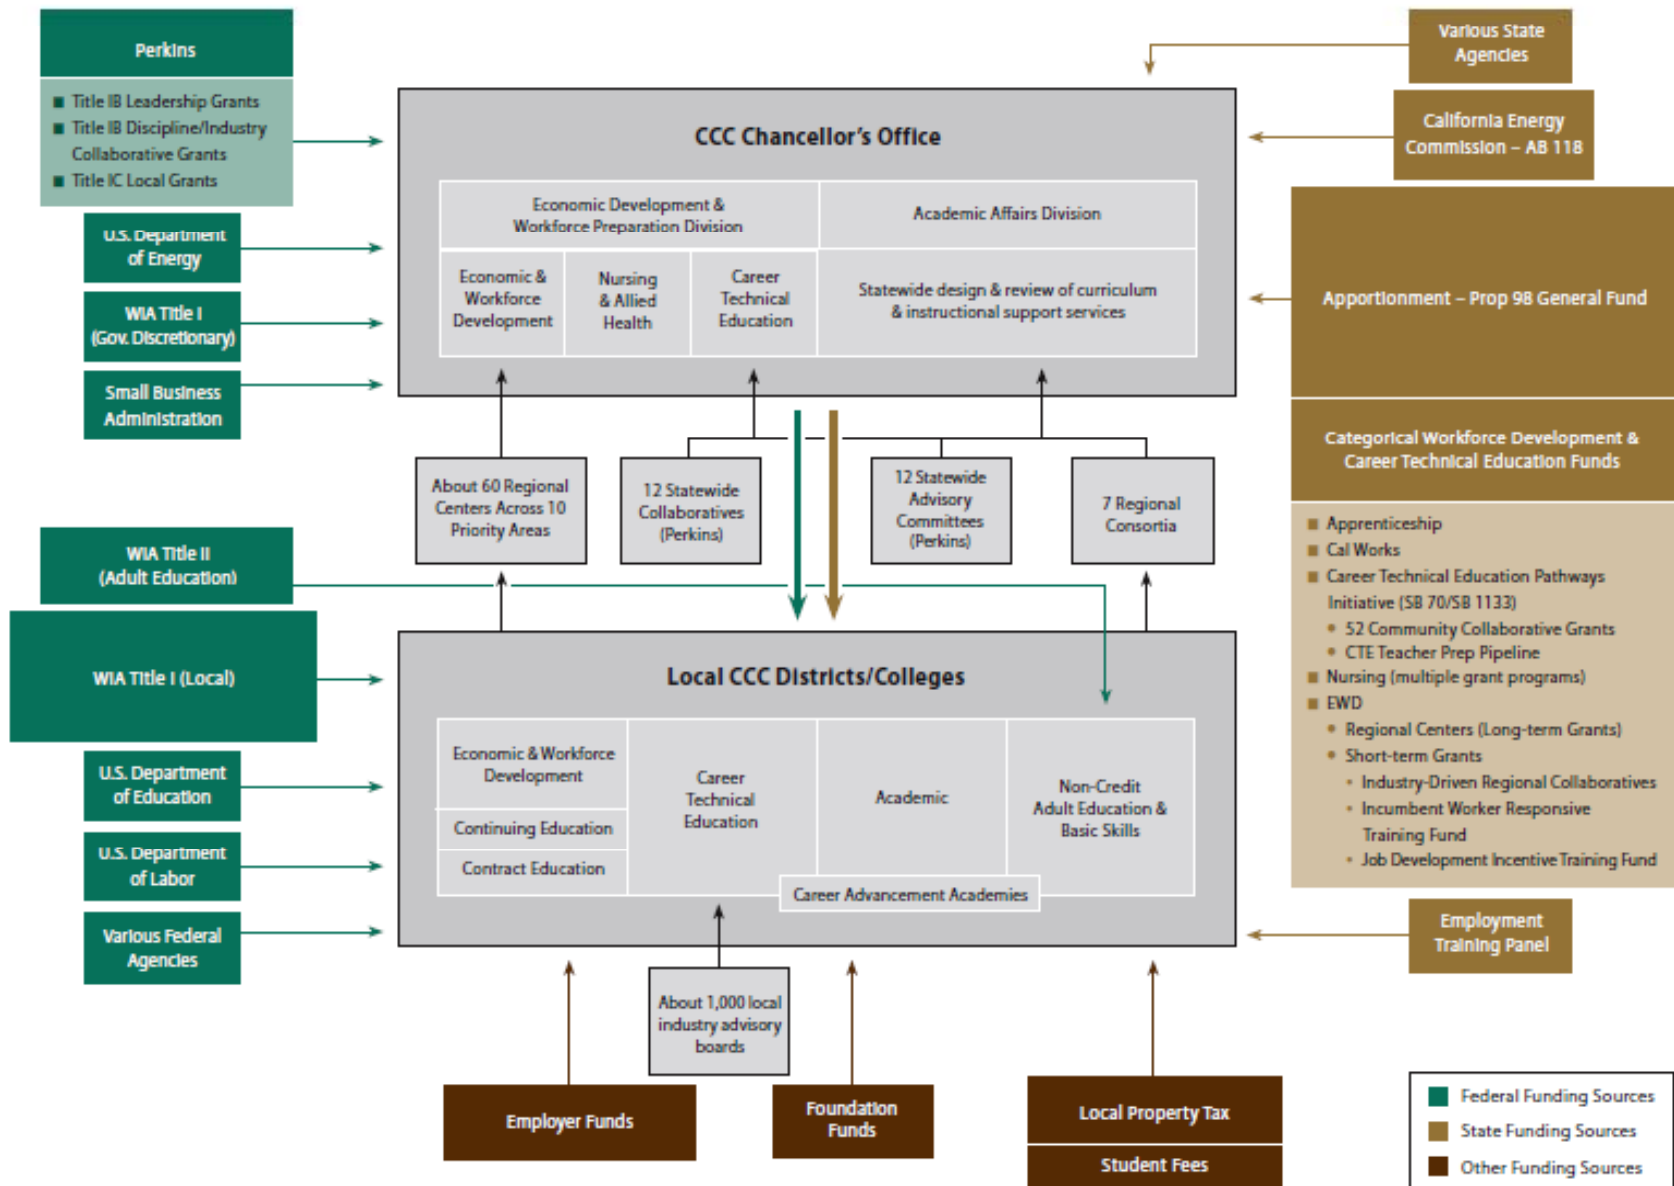 Perkins
■ Title IB Leadership Grants
■ Title IB Discipline/Industry
Collaborative Grants
■ Title IC Local Grants
U.S. Department
of Energy
WIA Title I
(Gov. Discretionary)
Small Business
Administration
WIA Title II
(Adult Education)
WIA Title I (Local)
U.S. Department
of Education
U.S. Department
of Labor
Various Federal
Agencies
CCC Chancellor's Office
Economic Development &
Workforce Preparation Division
Academic Affairs Division
Economic &
Workforce
Development
Nursing
& Allied
Health
Career
Technical
Education
Statewide design & review of curriculum
& instructional support services
About 60 Regional
Centers Across 10
Priority Areas
12 Statewide
Collaboratives
(Perkins)
12 Statewide
Advisory
Committees
(Perkins)
7 Regional
Consortia
Local CCC Districts/Colleges
Economic & Workforce
Development
Continuing Education
Contract Education
Career
Technical
Education
Academic
Non-Credit
Adult Education &
Basic Skills
Career Advancement Academies
About 1,000 local
industry advisory
boards
Employer Funds
Foundation
Funds
Local Property Tax
Student Fees
Various State
Agencies
California Energy
Commission – AB 118
Apportionment – Prop 98 General Fund
Categorical Workforce Development &
Career Technical Education Funds
■ Apprenticeship
■ Cal Works
■ Career Technical Education Pathways
Initiative (SB 70/SB 1133)
• 52 Community Collaborative Grants
• CTE Teacher Prep Pipeline
■ Nursing (multiple grant programs)
■ EWD
• Regional Centers (Long-term Grants)
• Short-term Grants
• Industry-Driven Regional Collaboratives
• Incumbent Worker Responsive
Training Fund
• Job Development Incentive Training Fund
Employment
Training Panel
Federal Funding Sources
State Funding Sources
Other Funding Sources